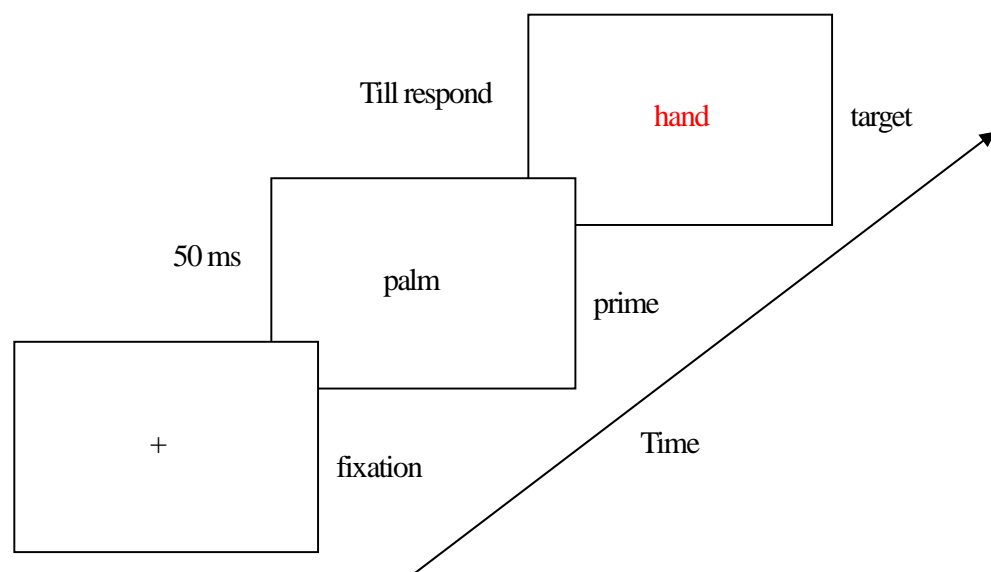 Till respond
hand
target
50 ms
palm
prime
+
fixation
Time